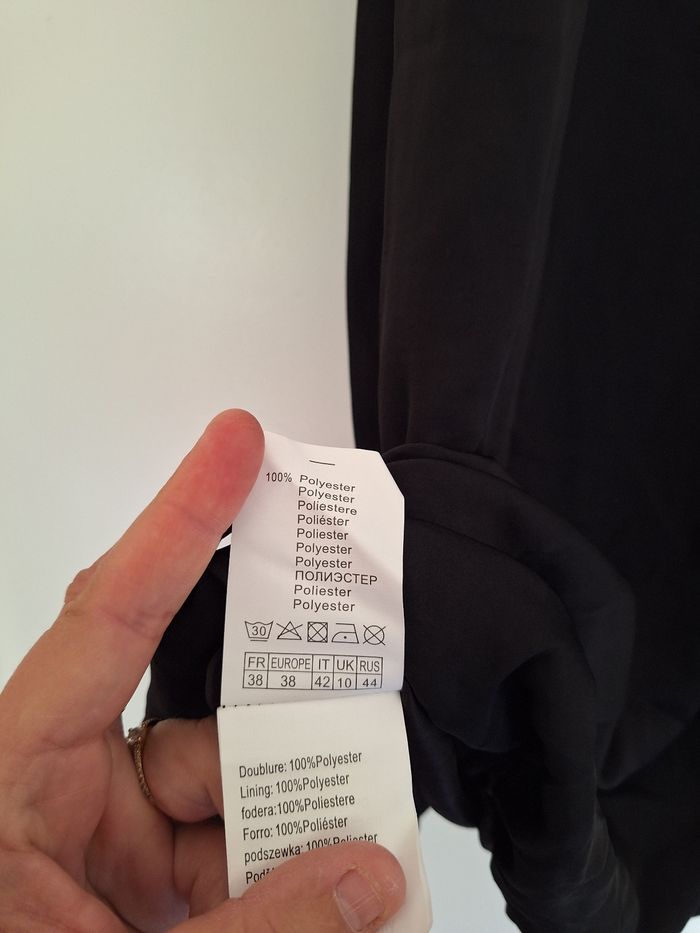 100% Polyester
Polyester
Poliestere
Poliéster
Poliester
Polyester
Polyester
ПОЛИЭСТЕР
Poliester
Polyester
30
FR EUROPE IT UK RUS
38 38 42 10 44
Doublure: 100%Polyester
Lining: 100%Polyester
fodera:100%Poliestere
Forro: 100%Poliéster
podszewka: 100%Poliester